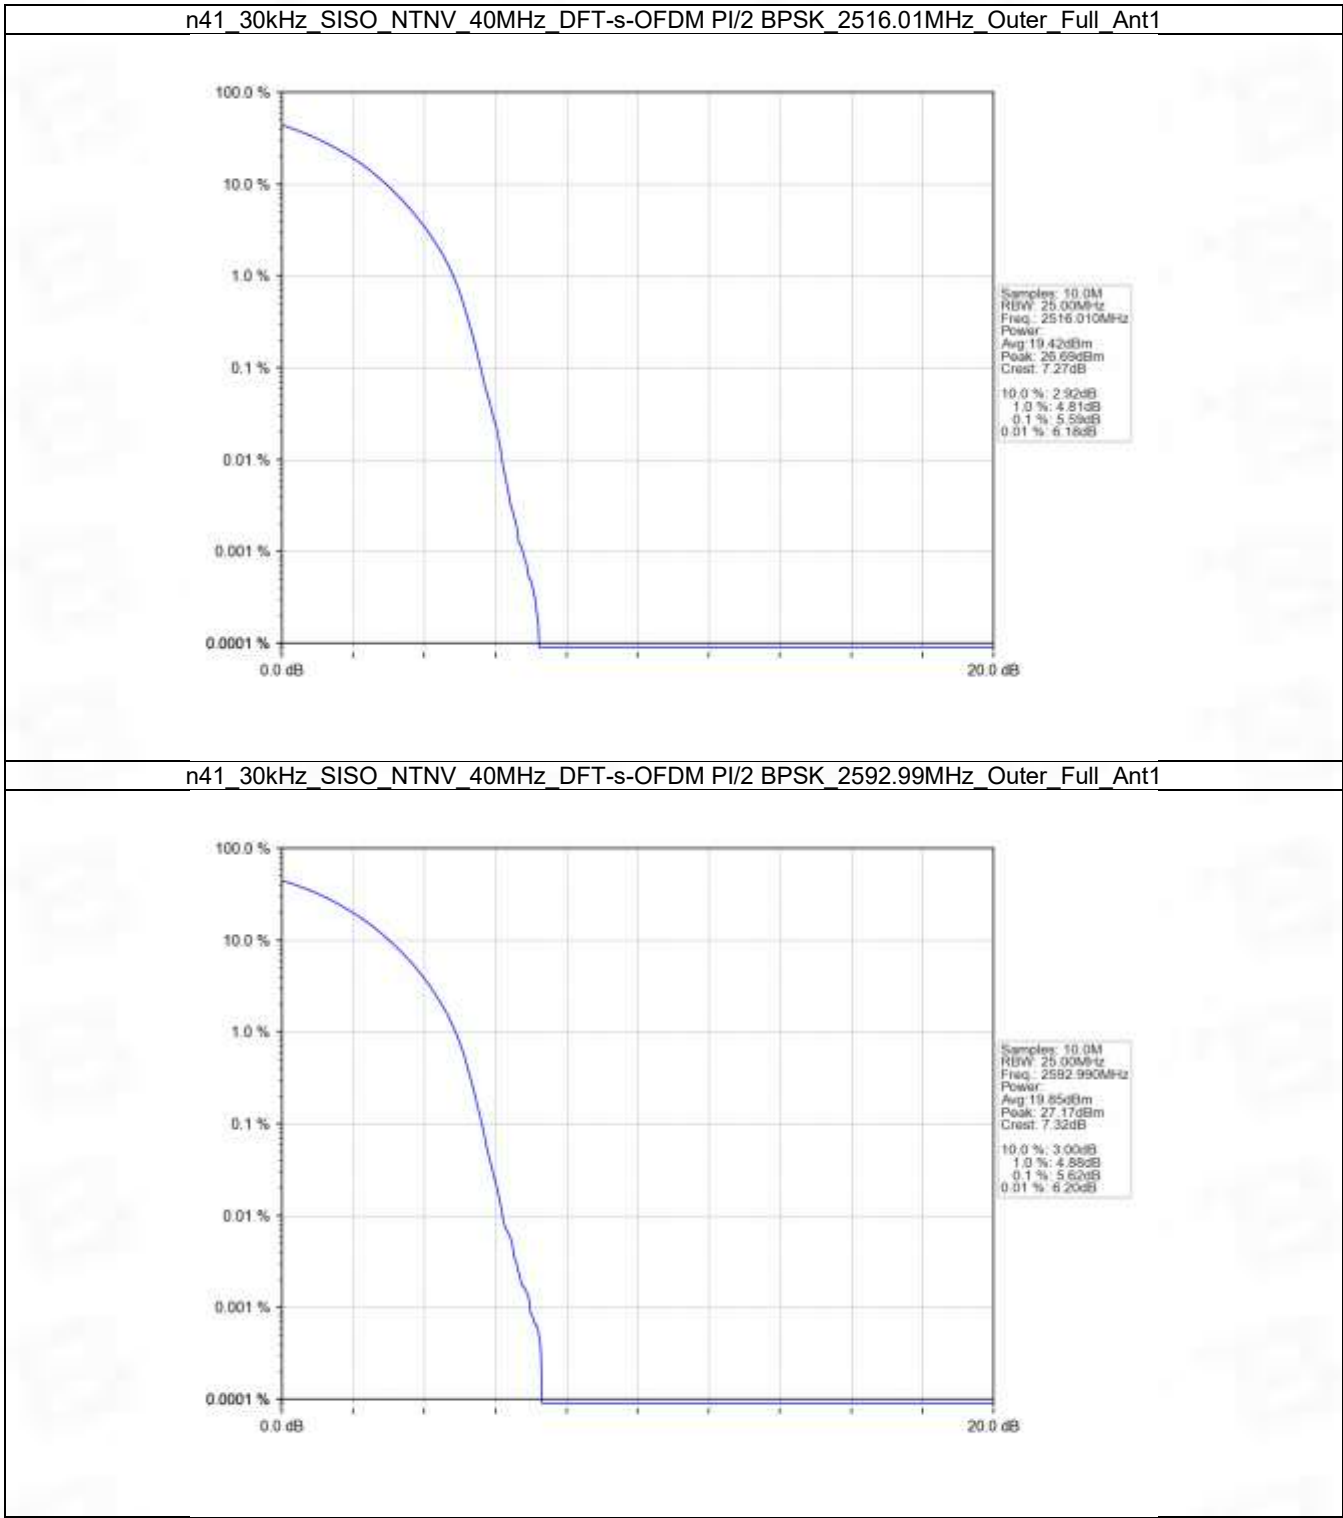 n41_30kHz_SISO_NTNV_40MHz_DFT-s-OFDM PI/2 BPSK_2516.01MHz_Outer_Full_Ant1
100.0 %
10.0 %
1.0 %
0.1 %
0.01 %
0.001 %
0.0001 %
0.0 dB
20.0 dB
Samples: 10.0M
RBW: 25.00MHz
Freq.: 2516.010MHz
Power:
Avg:19.42dBm
Peak: 26.69dBm
Crest: 7.27dB
10.0 %: 2.92dB
1.0 %: 4.81dB
0.1 %: 5.59dB
0.01 %: 6.18dB
n41_30kHz_SISO_NTNV_40MHz_DFT-s-OFDM PI/2 BPSK_2592.99MHz_Outer_Full_Ant1
100.0 %
10.0 %
1.0 %
0.1 %
0.01 %
0.001 %
0.0001 %
0.0 dB
20.0 dB
Samples: 10.0M
RBW: 25.00MHz
Freq.: 2592.990MHz
Power:
Avg:19.85dBm
Peak: 27.17dBm
Crest: 7.32dB
10.0 %: 3.00dB
1.0 %: 4.88dB
0.1 %: 5.62dB
0.01 %: 6.20dB